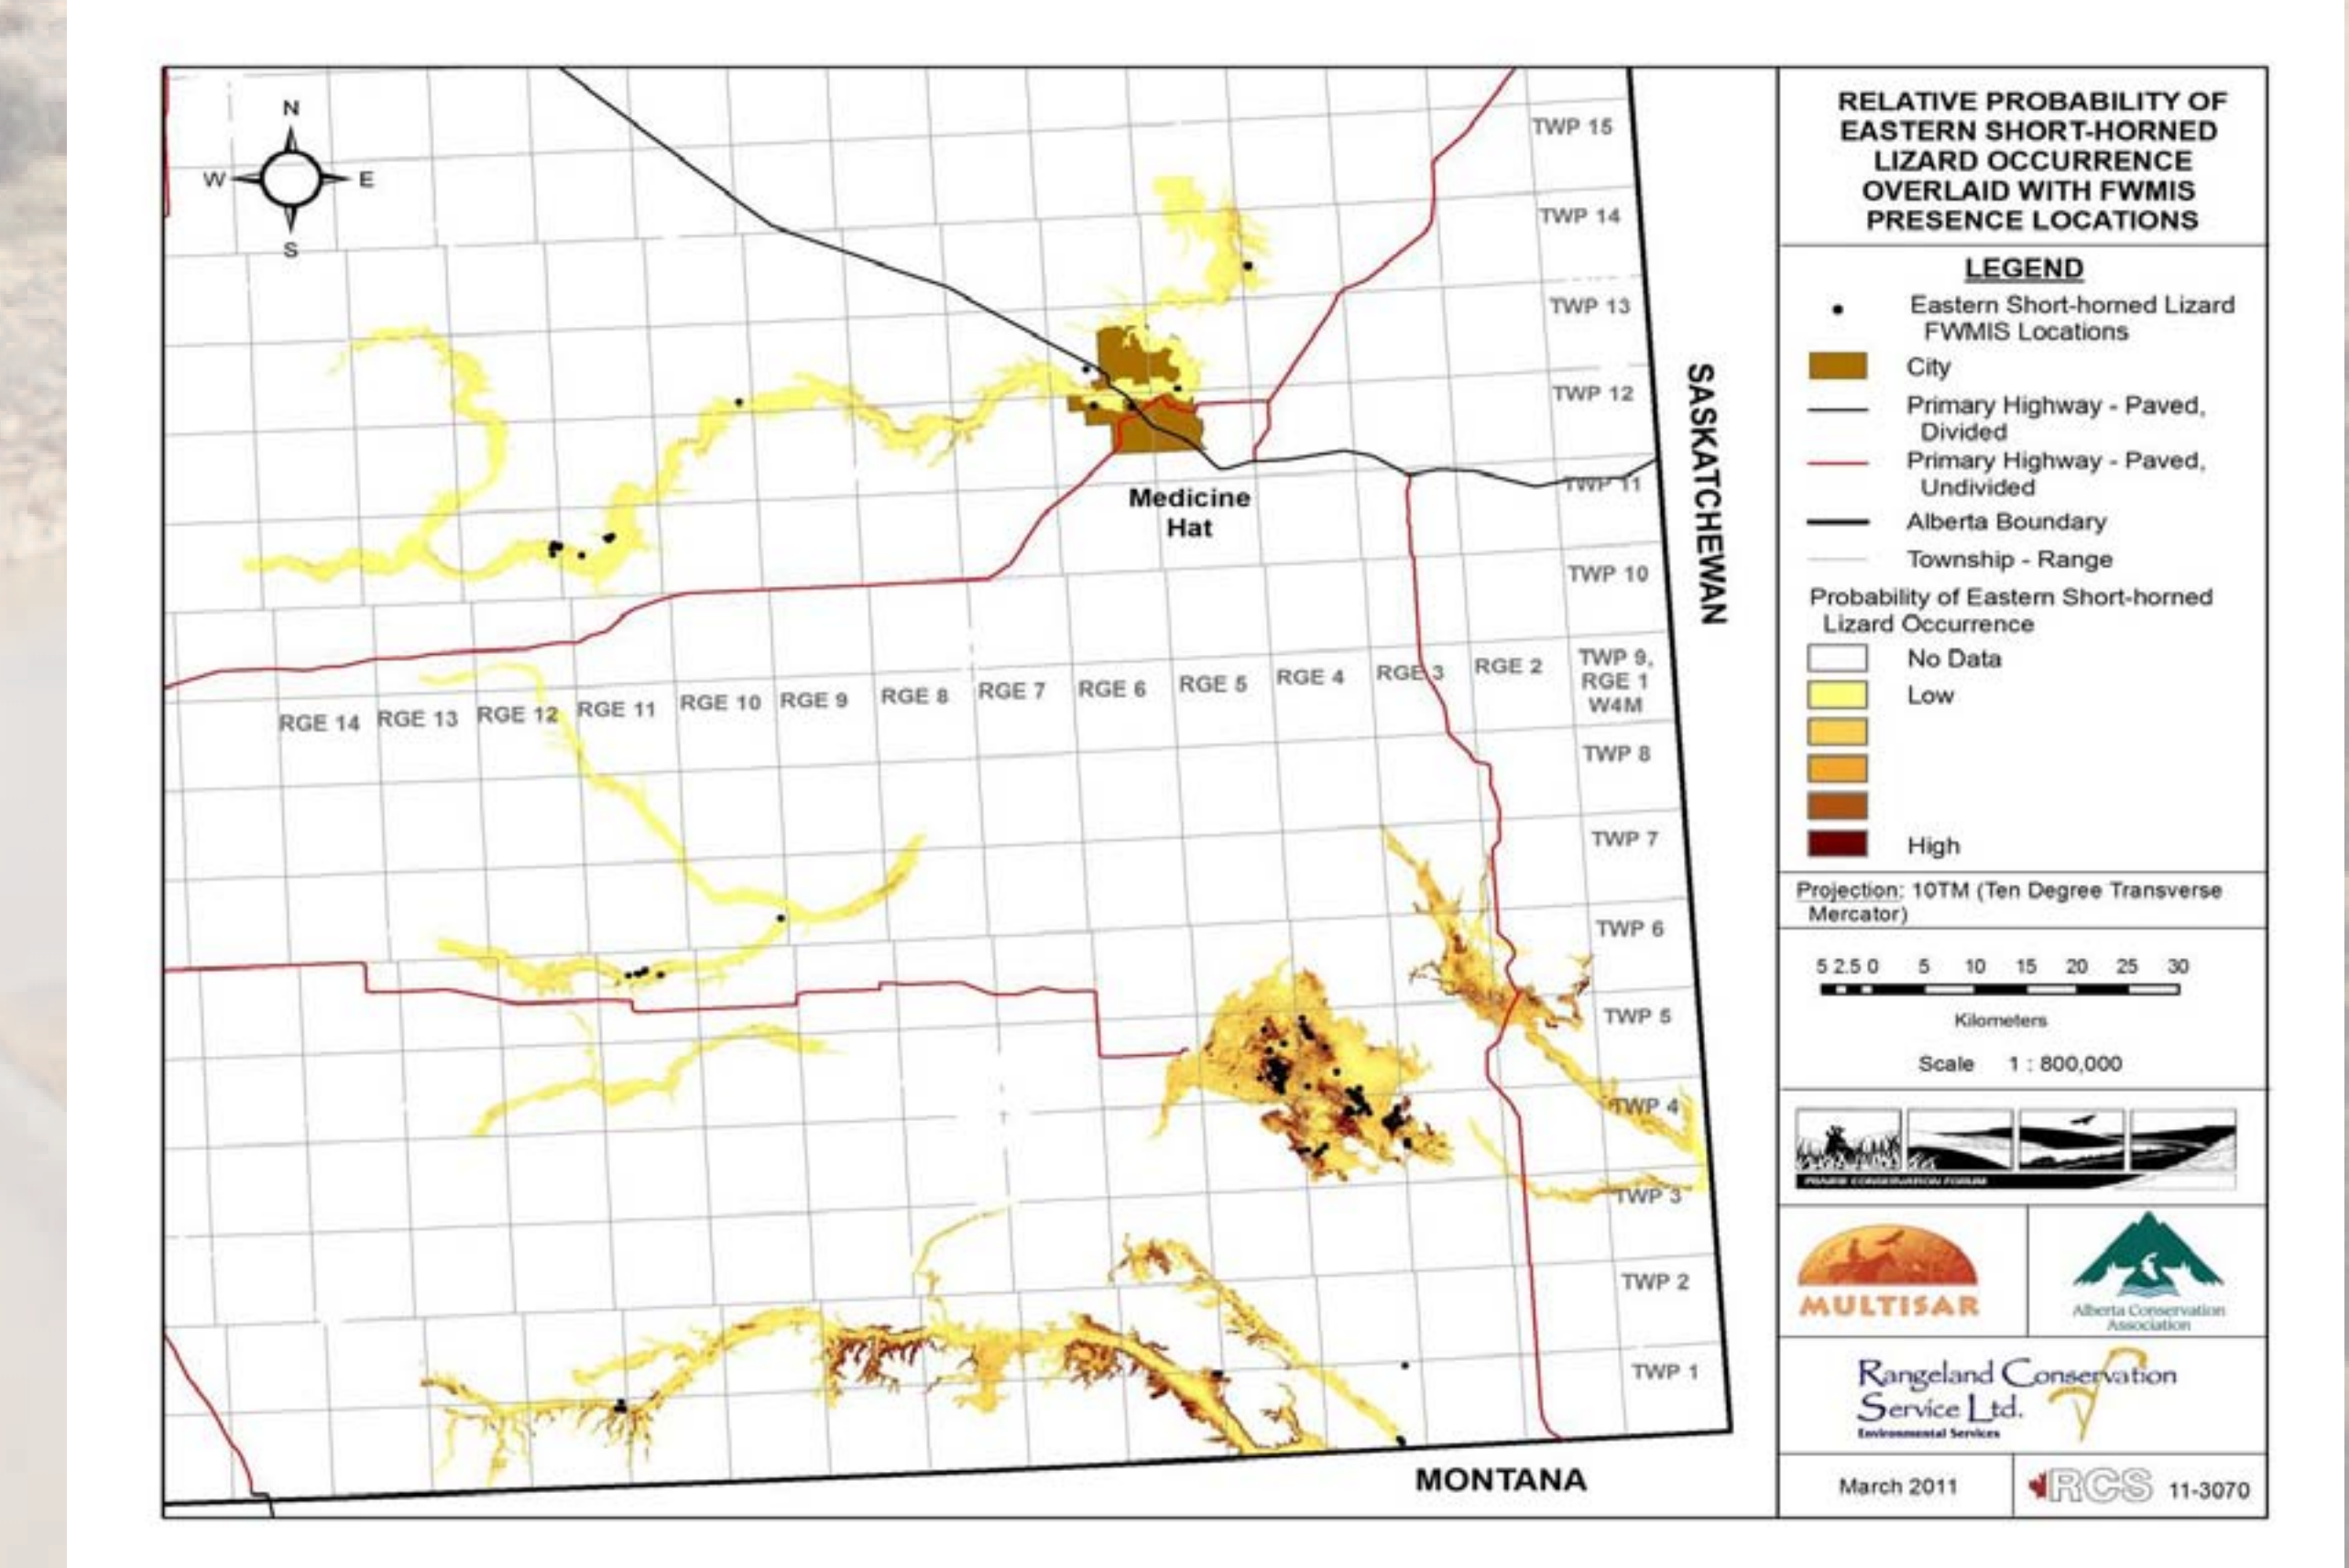 N
W E
S
TWP 15
TWP 14
TWP 13
TWP 12
TWP 11
TWP 10
TWP 9,
RGE 1
W4M
RGE 14
RGE 13
RGE 12
RGE 11
RGE 10
RGE 9
RGE 8
RGE 7
RGE 6
RGE 5
RGE 4
RGE 3
RGE 2
TWP 8
TWP 7
TWP 6
TWP 5
TWP 4
TWP 3
TWP 2
TWP 1
Medicine
Hat
SASKATCHEWAN
MONTANA
RELATIVE PROBABILITY OF
EASTERN SHORT-HORNED
LIZARD OCCURRENCE
OVERLAID WITH FWMIS
PRESENCE LOCATIONS
LEGEND
Eastern Short-horned Lizard
FWMIS Locations
City
Primary Highway - Paved,
Divided
Primary Highway - Paved,
Undivided
Alberta Boundary
Township - Range
Probability of Eastern Short-horned
Lizard Occurrence
No Data
Low
High
Projection: 10TM (Ten Degree Transverse
Mercator)
5 2.5 0 5 10 15 20 25 30
Kilometers
Scale 1 : 800,000
PRAIRIE CONSERVATION FORUM
MULTISAR
Alberta Conservation
Association
Rangeland Conservation
Service Ltd.
Environmental Services
March 2011
RCS 11-3070